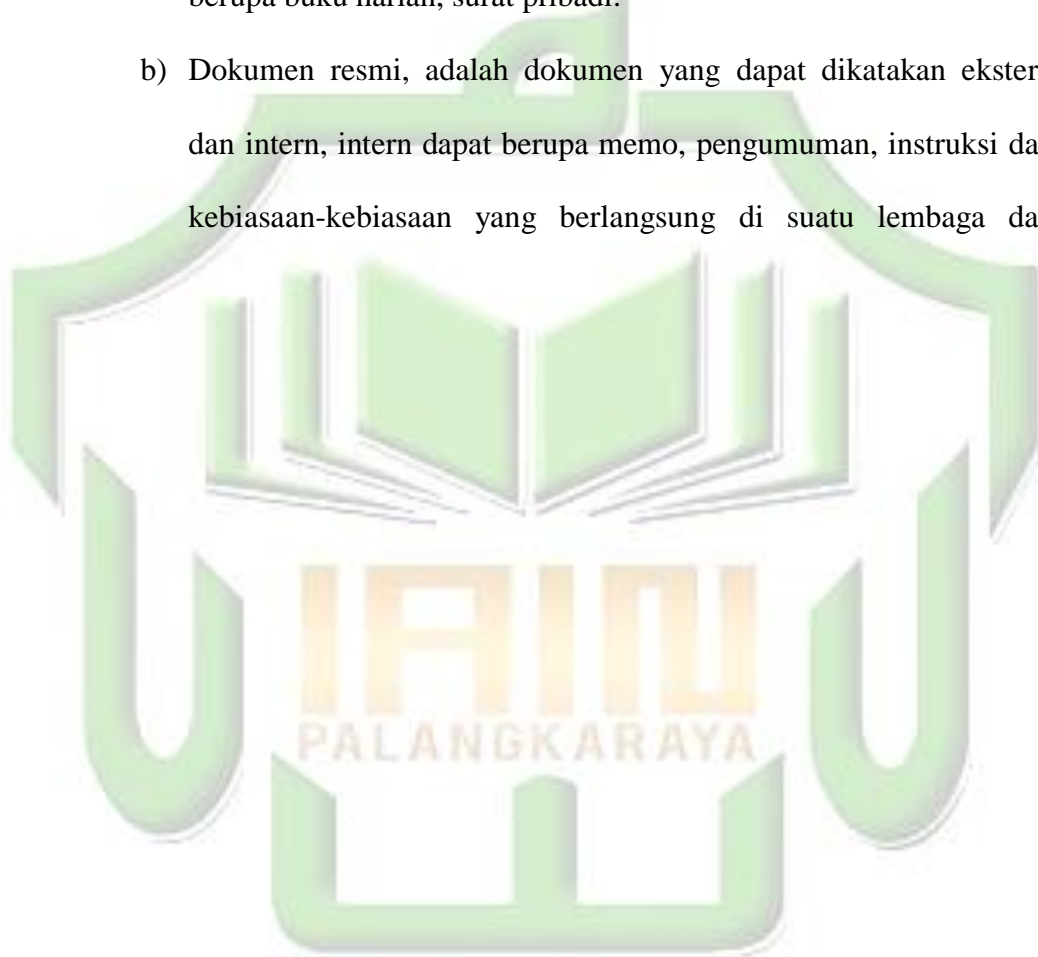 berupa buku harian, surat pribadi.
b) Dokumen resmi, adalah dokumen yang dapat dikatakan ekster
dan intern, intern dapat berupa memo, pengumuman, instruksi da
kebiasaan-kebiasaan yang berlangsung di suatu lembaga da
IAIN
PALANGKARAYA